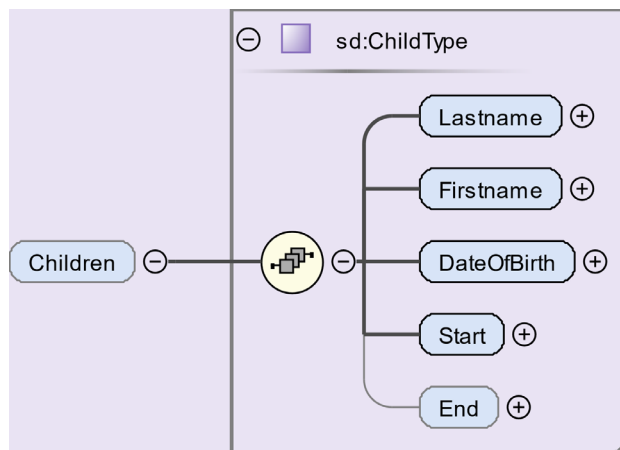 sd:ChildType
Lastname
Firstname
Children
DateOfBirth
Start
End